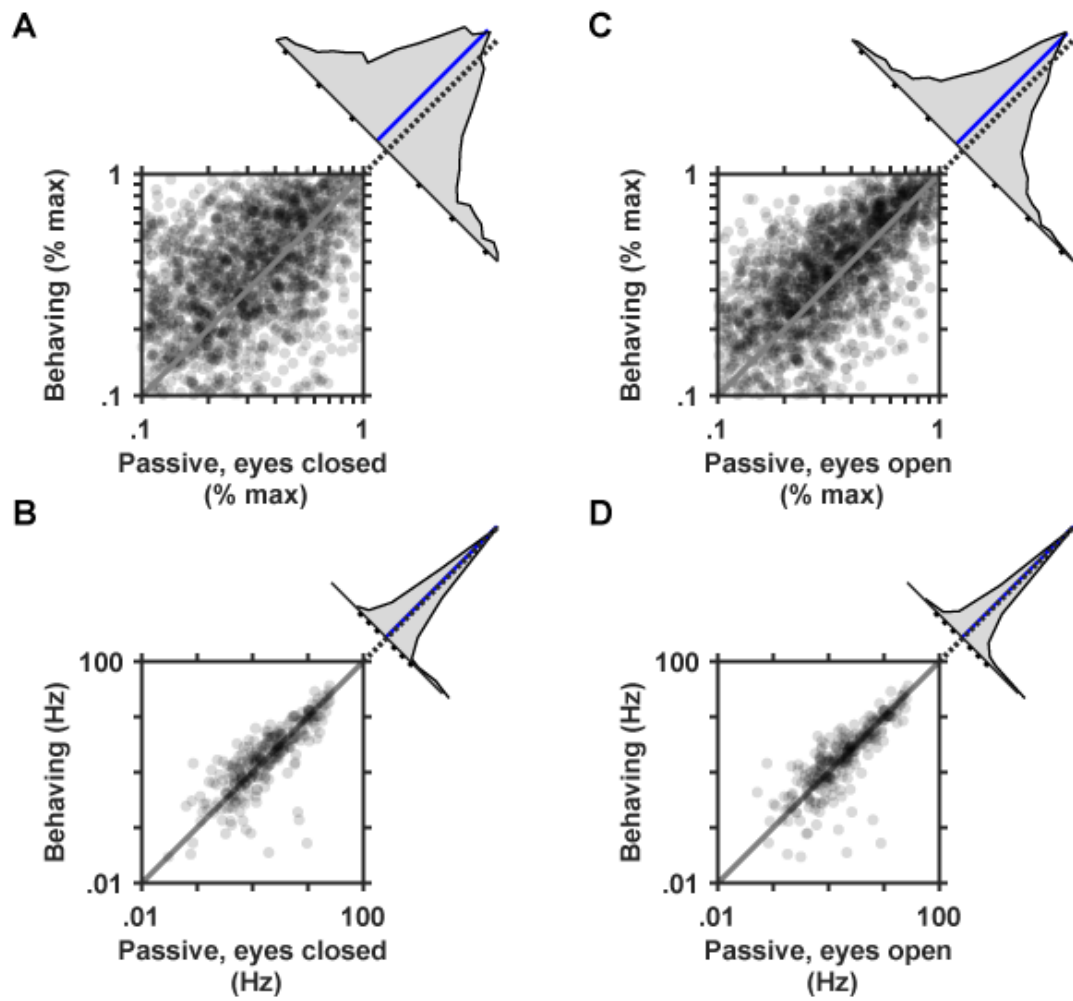 A
Behaving (% max)
1
.1
.1
1
Passive, eyes closed
(% max)
C
Behaving (% max)
1
.1
.1
1
Passive, eyes open
(% max)
B
Behaving (Hz)
100
.01
.01
100
Passive, eyes closed
(Hz)
D
Behaving (Hz)
100
.01
.01
100
Passive, eyes open
(Hz)